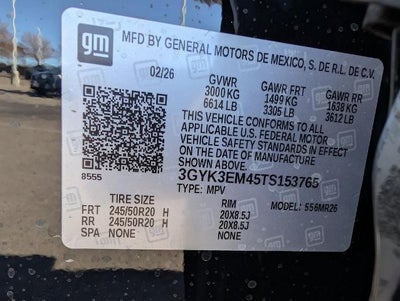 gm
MFD BY GENERAL MOTORS DE MEXICO, S. DE R.L. DE C.V.
02/26
GVWR GAWR FRT GAWR RR
3000 KG 1499 KG 1638 KG
6614 LB 3305 LB 3612 LB
THIS VEHICLE CONFORMS TO ALL
APPLICABLE U.S. FEDERAL MOTOR
VEHICLE SAFETY STANDARDS IN EFFECT
ON THE DATE OF MANUFACTURE
SHOWN ABOVE.
8555
3GYK3EM45TS153765
TYPE: MPV MODEL: 556MR26
TIRE SIZE RIM
FRT 245/50R20 H 20X8.5J
RR 245/50R20 H 20X8.5J
SPA NONE NONE